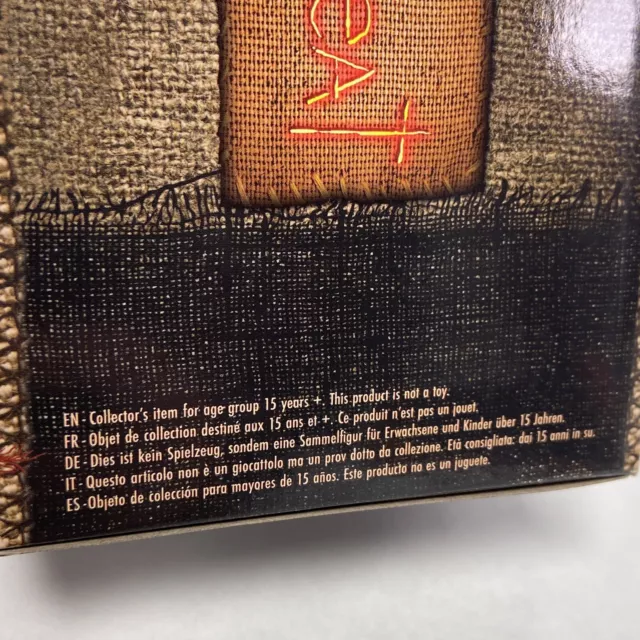 EN - Collector's item for age group 15 years +. This product is not a toy.
FR - Objet de collection destiné aux 15 ans et +. Ce produit n'est pas un jouet.
DE - Dies ist kein Spielzeug, sondern eine Sammelfigur für Erwachsene und Kinder über 15 Jahren.
IT - Questo articolo non è un giocattolo ma un prov dotto da collezione. Età consigliata: dai 15 anni in su.
ES - Objeto de colección para mayores de 15 años. Este producto no es un juguete.